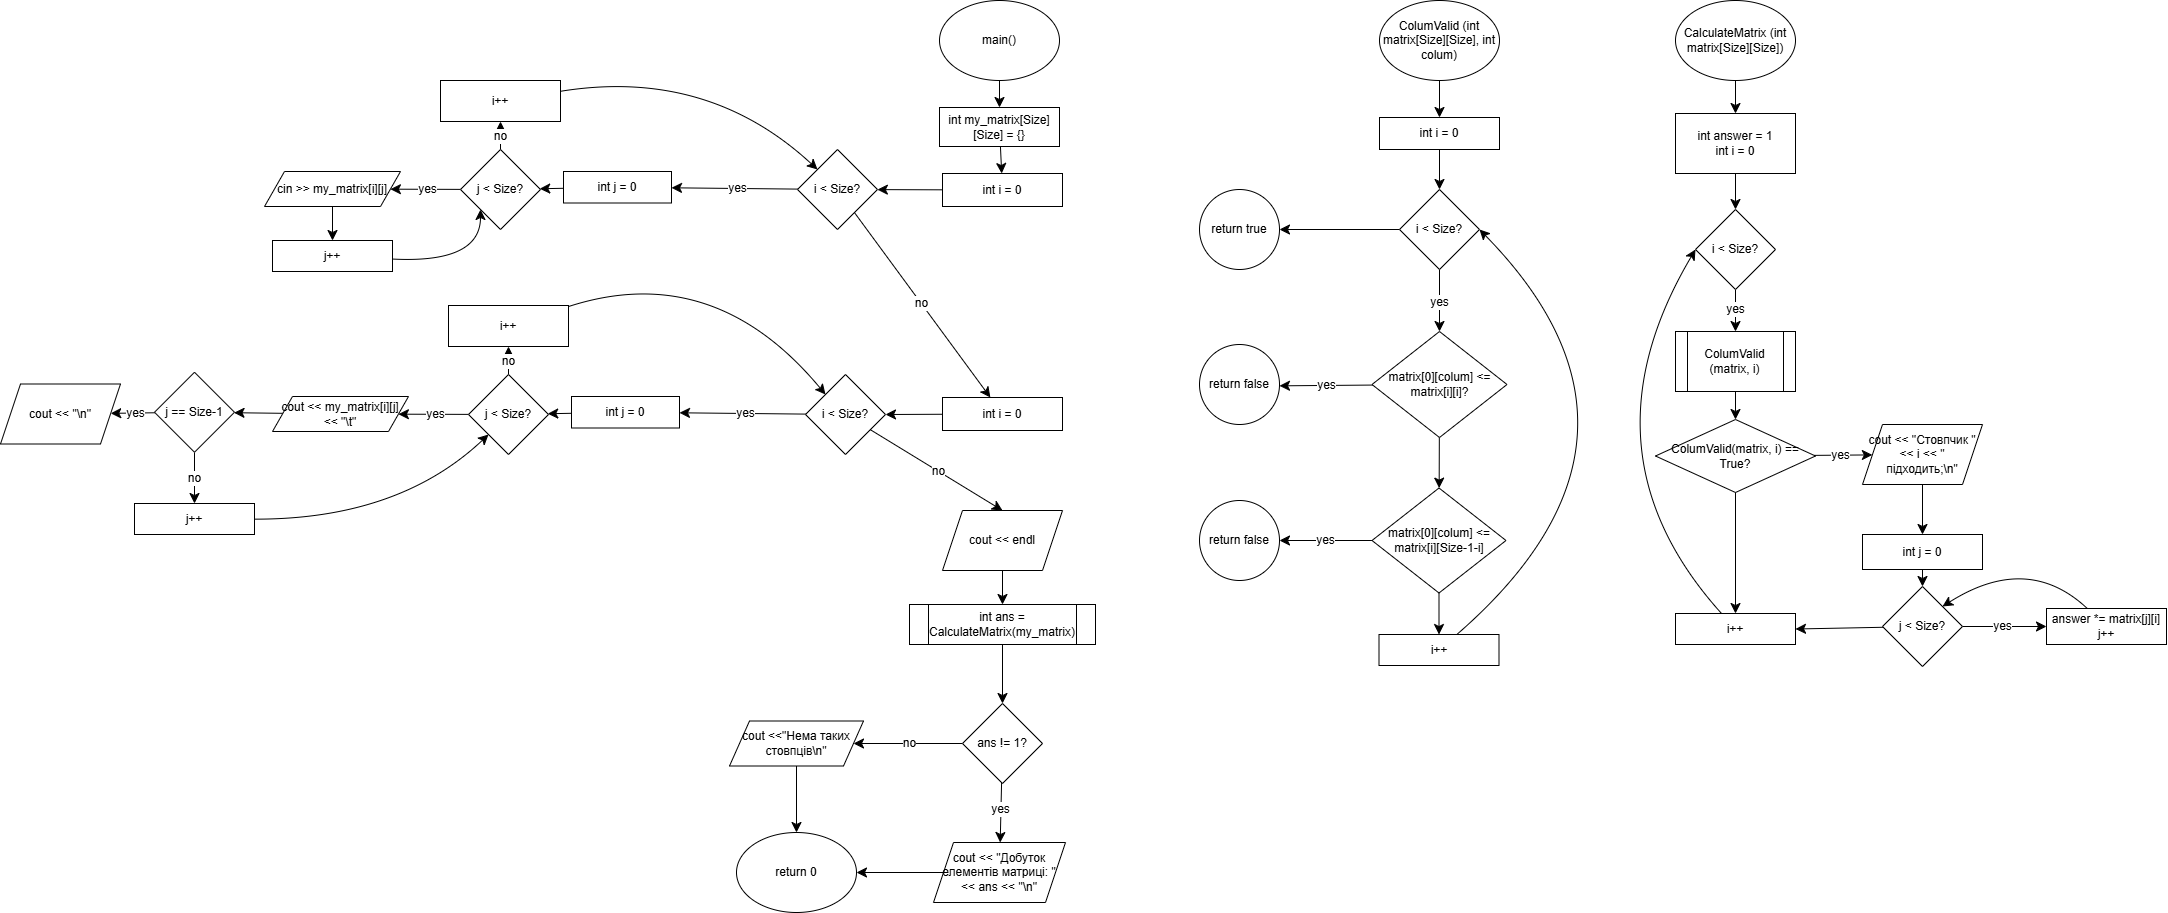 main()
int my_matrix[Size]
[Size] = {}
int i = 0
i < Size?
yes
int j = 0
j < Size?
no
i++
yes
cin >> my_matrix[i][j]
j++
no
int i = 0
i < Size?
yes
int j = 0
j < Size?
no
i++
yes
cout << my_matrix[i][j]
<< "\t"
j == Size-1
yes
cout << "\n"
no
j++
no
cout << endl
int ans =
CalculateMatrix(my_matrix)
ans != 1?
no
cout <<"Нема таких
стовпців\n"
yes
cout << "Добуток
елементів матриці: "
<< ans << "\n"
return 0
ColumValid (int
matrix[Size][Size], int
colum)
int i = 0
i < Size?
return true
yes
matrix[0][colum] <=
matrix[i][i]?
yes
return false
matrix[0][colum] <=
matrix[i][Size-1-i]
yes
return false
i++
CalculateMatrix (int
matrix[Size][Size])
int answer = 1
int i = 0
i < Size?
yes
ColumValid
(matrix, i)
ColumValid(matrix, i) ==
True?
yes
cout << "Стовпчик "
<< i << "
підходить;\n"
int j = 0
j < Size?
yes
answer *= matrix[j][i]
j++
i++